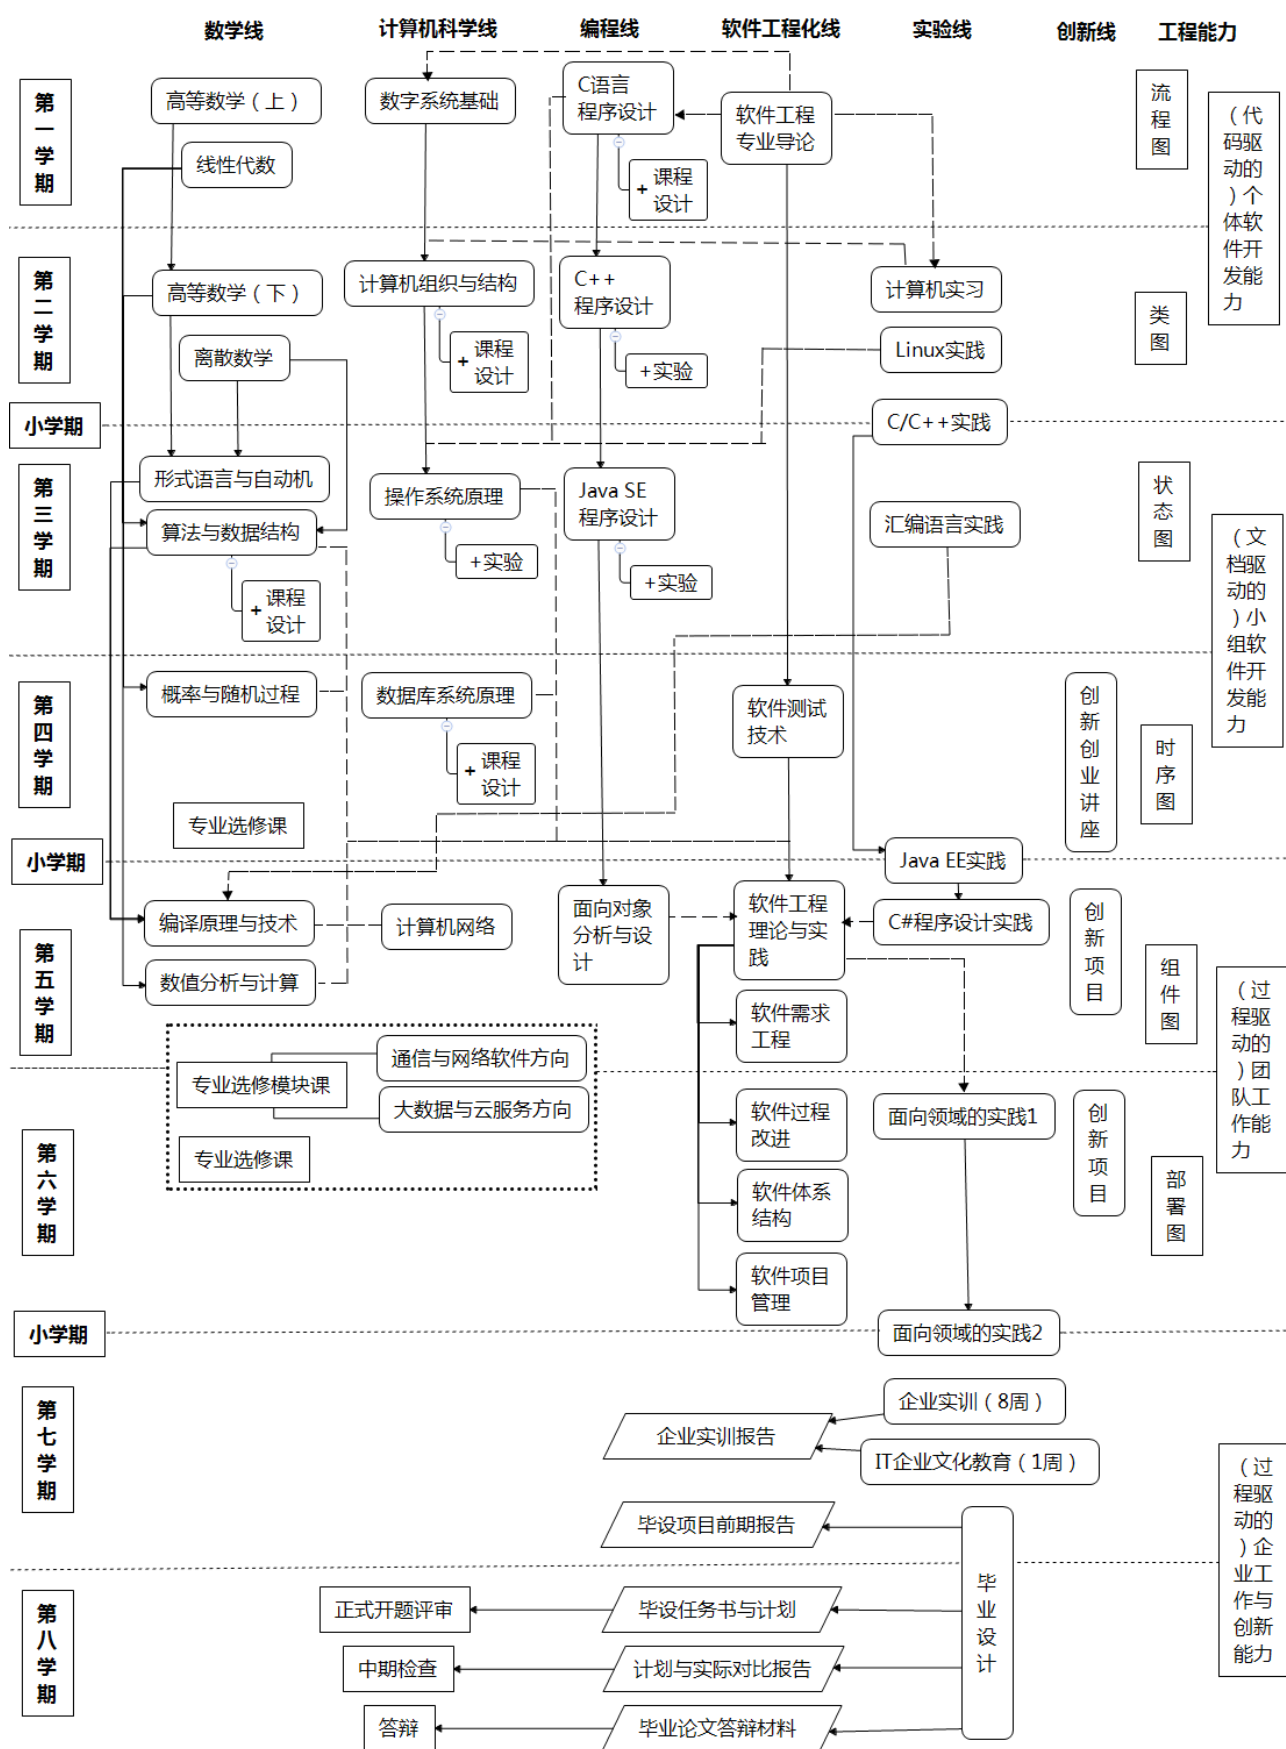 数学线
计算机科学线
编程线
软件工程化线
实验线
创新线
工程能力
第
一
学
期
高等数学（上）
数字系统基础
C语言
程序设计
软件工程
专业导论
流
程
图
（代
码驱
动的
）个
体软
件开
发能
力
线性代数
+ 课程
设计
第
二
学
期
高等数学（下）
计算机组织与结构
C++
程序设计
计算机实习
类
图
离散数学
+ 课程
设计
+实验
Linux实践
小学期
C/C++实践
第
三
学
期
形式语言与自动机
操作系统原理
Java SE
程序设计
汇编语言实践
状
态
图
（文
档驱
动的
）小
组软
件开
发能
力
算法与数据结构
+实验
+实验
+ 课程
设计
第
四
学
期
概率与随机过程
数据库系统原理
软件测试
技术
创
新
创
业
讲
座
时
序
图
+ 课程
设计
专业选修课
小学期
Java EE实践
第
五
学
期
编译原理与技术
计算机网络
面向对象
分析与设
计
软件工程
理论与实
践
C#程序设计实践
创
新
项
目
组
件
图
（过
程驱
动的
）团
队工
作能
力
数值分析与计算
软件需求
工程
通信与网络软件方向
专业选修模块课
大数据与云服务方向
第
六
学
期
专业选修课
软件过程
改进
面向领域的实践1
创
新
项
目
部
署
图
软件体系
结构
软件项目
管理
小学期
面向领域的实践2
第
七
学
期
企业实训（8周）
企业实训报告
IT企业文化教育（1周）
（过
程驱
动的
）企
业工
作与
创新
能力
毕设项目前期报告
毕
业
设
计
第
八
学
期
正式开题评审
毕设任务书与计划
中期检查
计划与实际对比报告
答辩
毕业论文答辩材料